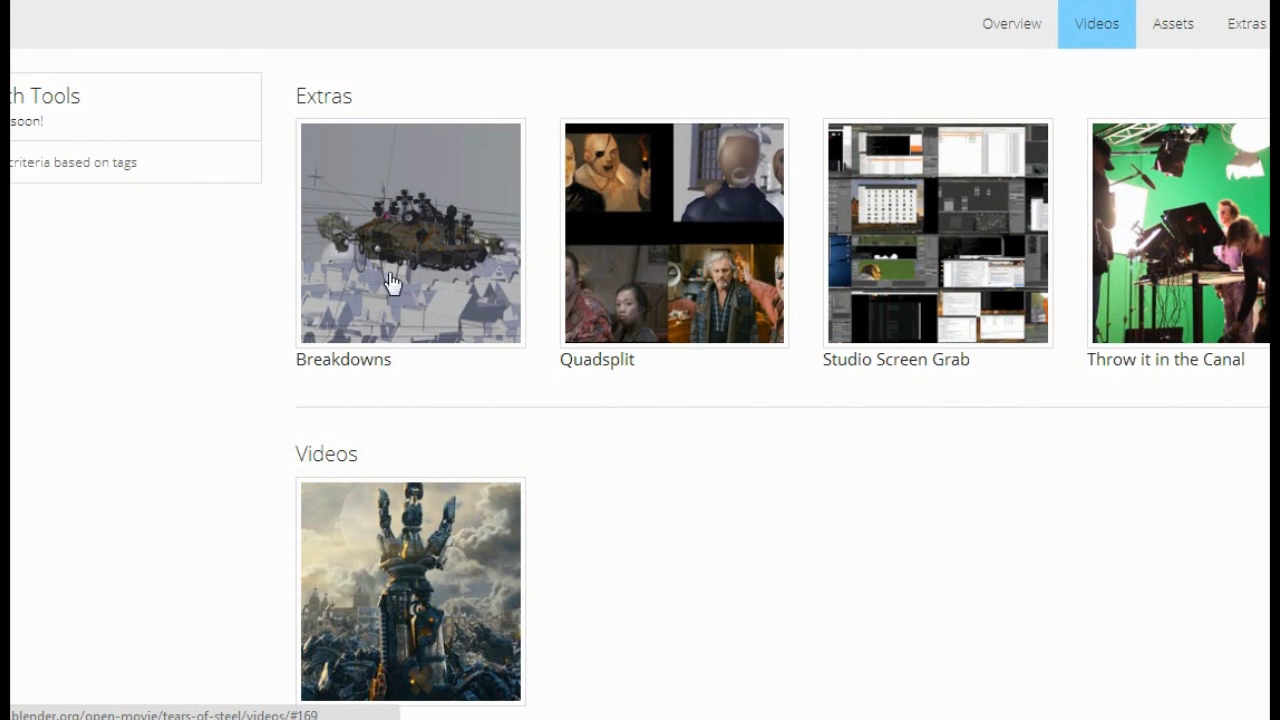 Overview Videos Assets Extras
ch Tools
soon!
criteria based on tags
Extras
Breakdowns
Quadsplit
Studio Screen Grab
Throw it in the Canal
Videos
blender.org/open-movie/tears-of-steel/videos/#169